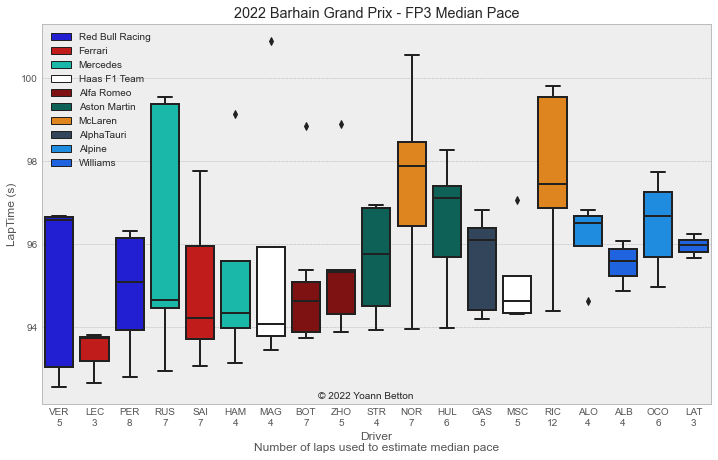 2022 Barhain Grand Prix - FP3 Median Pace
Red Bull Racing
Ferrari
Mercedes
Haas F1 Team
Alfa Romeo
Aston Martin
McLaren
AlphaTauri
Alpine
Williams
LapTime (s)
100
98
96
94
© 2022 Yoann Betton
VER LEC PER RUS SAI HAM MAG BOT ZHO STR NOR HUL GAS MSC RIC ALO ALB OCO LAT
5 3 8 7 7 4 4 7 5 4 7 6 5 5 12 4 4 6 3
Driver
Number of laps used to estimate median pace